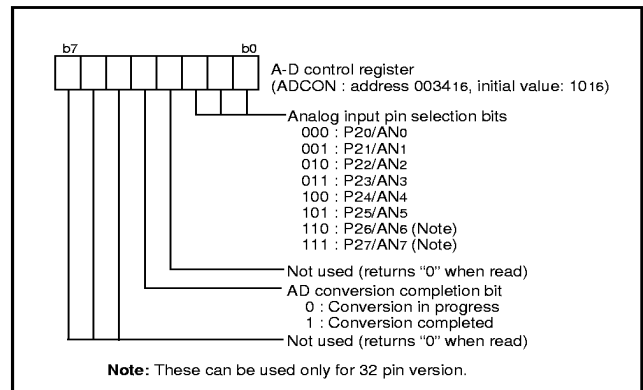 b7 b0
A-D control register
(ADCON : address 003416, initial value: 1016)
Analog input pin selection bits
000 : P20/AN0
001 : P21/AN1
010 : P22/AN2
011 : P23/AN3
100 : P24/AN4
101 : P25/AN5
110 : P26/AN6 (Note)
111 : P27/AN7 (Note)
Not used (returns “0” when read)
AD conversion completion bit
0 : Conversion in progress
1 : Conversion completed
Not used (returns “0” when read)
Note: These can be used only for 32 pin version.